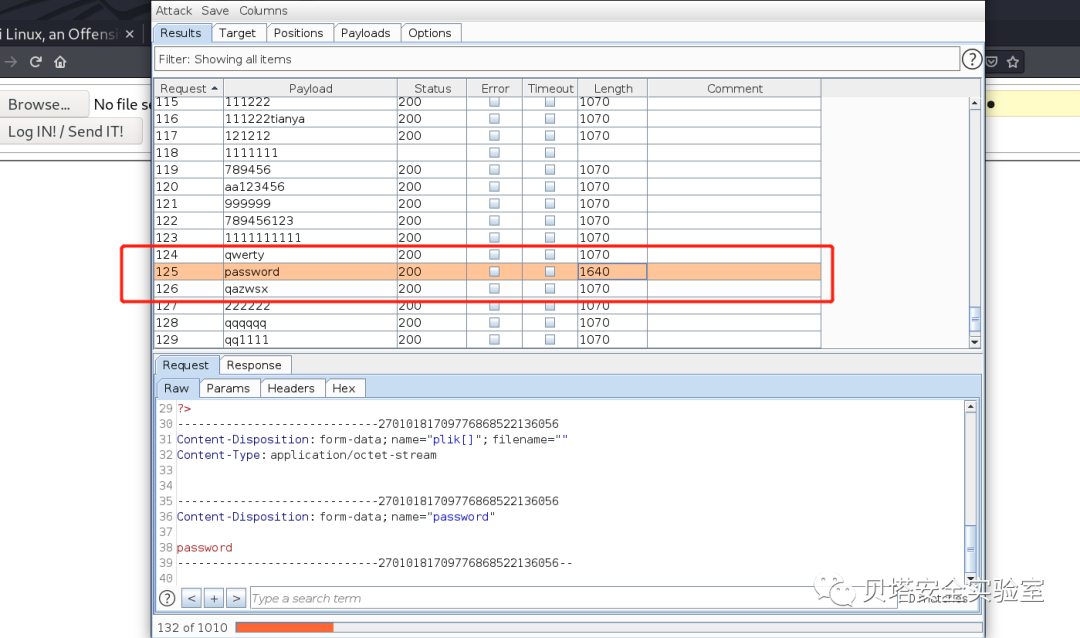 Attack Save Columns
i Linux, an Offensi ×
Results Target Positions Payloads Options
Filter: Showing all items ?
Request Payload Status Error Timeout Length Comment
Browse... No file se
Log IN! / Send IT!
115 111222 200 1070
116 111222tianya 200 1070
117 121212 200 1070
118 1111111
119 789456 200 1070
120 aa123456 200 1070
121 999999 200 1070
122 789456123 200 1070
123 1111111111 200 1070
124 qwerty 200 1070
125 password 200 1640
126 qazwsx 200 1070
127 222222 200 1070
128 qqqqqq 200 1070
129 qq1111 200 1070
Request Response
Raw Params Headers Hex
29 ?>
30 -----------------------------270101817097768685221360​56
31 Content-Disposition: form-data; name="plik[]"; filename=""
32 Content-Type: application/octet-stream
33
34
35 -----------------------------27010181709776868522136056
36 Content-Disposition: form-data; name="password"
37
38 password
39 -----------------------------27010181709776868522136056--
40
? < + > Type a search term 0 matches
贝塔安全实验室
132 of 1010